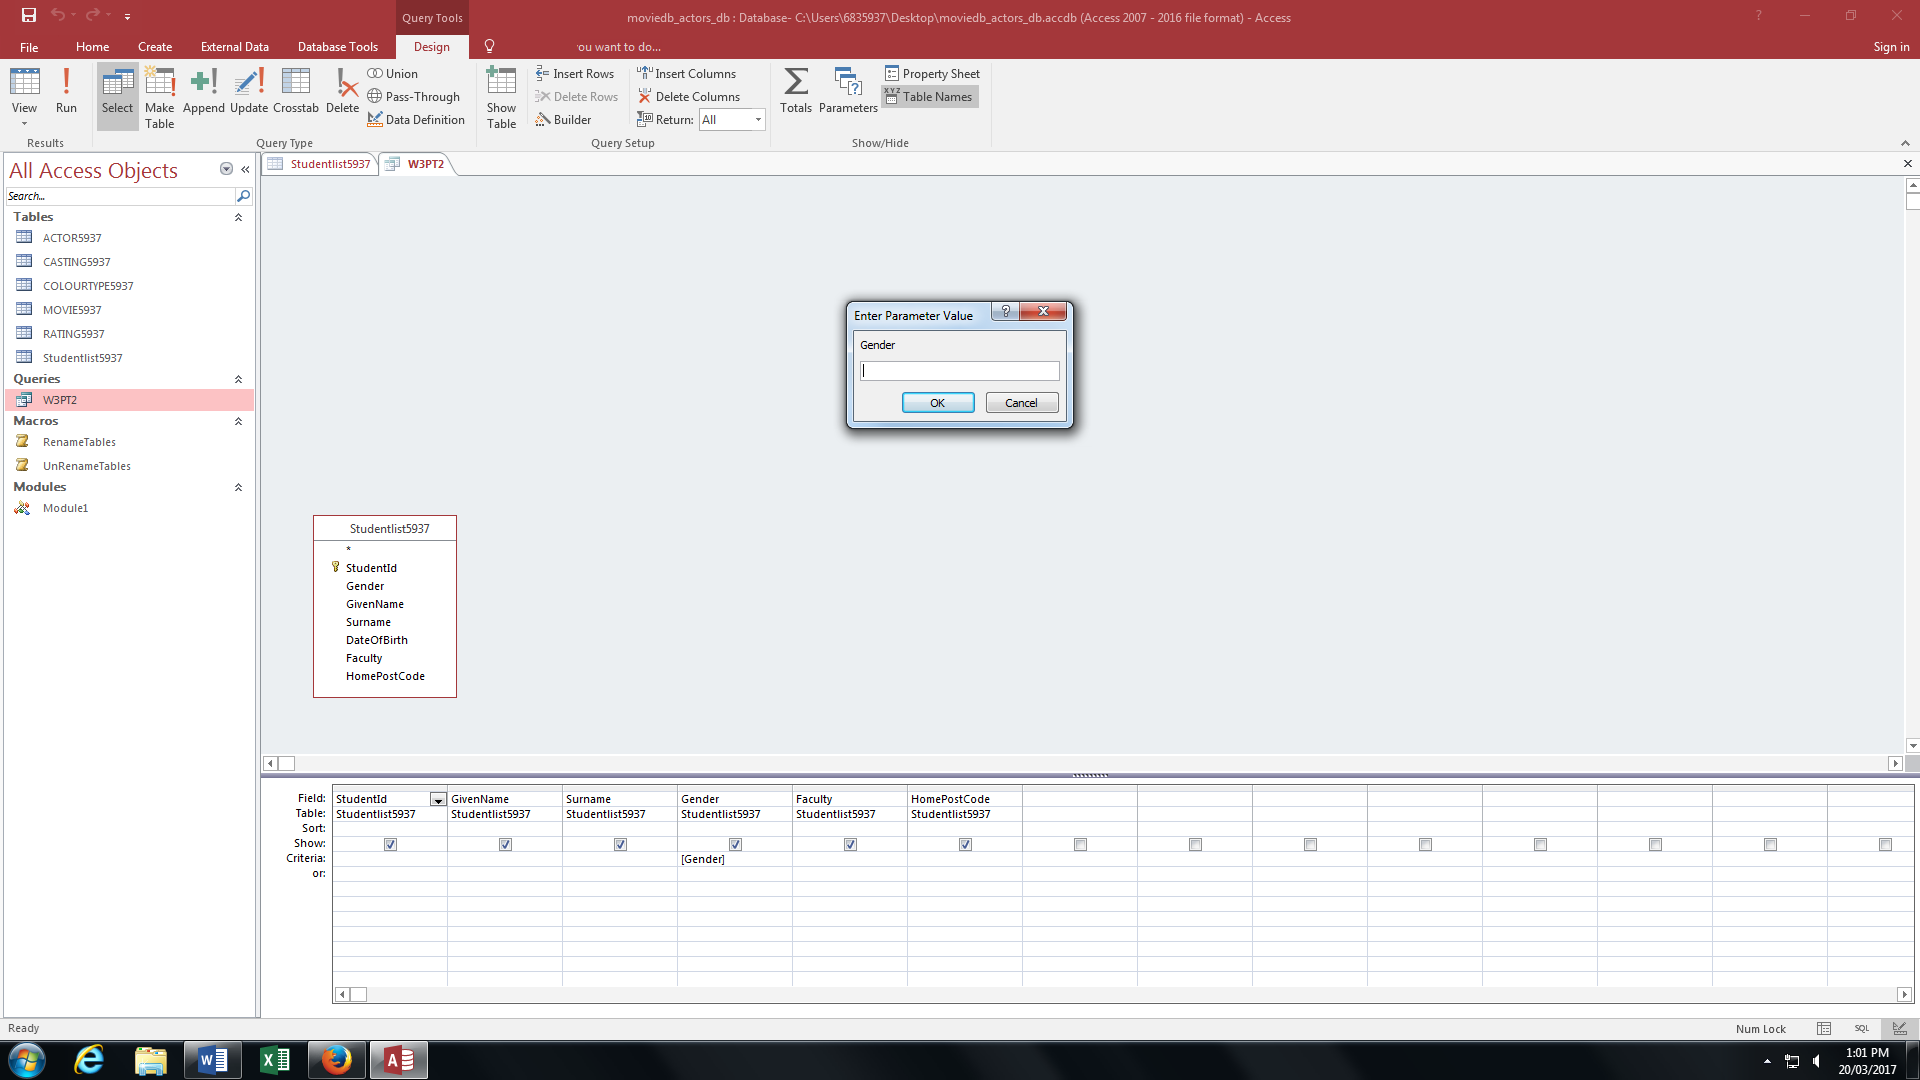 Query Tools
moviedb_actors_db : Database- C:\Users\6835937\Desktop\moviedb_actors_db.accdb (Access 2007 - 2016 file format) - Access
File Home Create External Data Database Tools Design ou want to do... Sign in
View Run Select Make Table Append Update Crosstab Delete
Union
Pass-Through
Data Definition
Show Table
Insert Rows
Delete Rows
Builder
Insert Columns
Delete Columns
Return: All
Totals Parameters
Property Sheet
Table Names
Results Query Type Query Setup Show/Hide
All Access Objects
Search...
Tables
ACTOR5937
CASTING5937
COLOURTYPE5937
MOVIE5937
RATING5937
Studentlist5937
Queries
W3PT2
Macros
RenameTables
UnRenameTables
Modules
Module1
Studentlist5937 W3PT2
Enter Parameter Value
Gender
OK Cancel
Studentlist5937
*
StudentId
Gender
GivenName
Surname
DateOfBirth
Faculty
HomePostCode
Field: StudentId GivenName Surname Gender Faculty HomePostCode
Table: Studentlist5937 Studentlist5937 Studentlist5937 Studentlist5937 Studentlist5937 Studentlist5937
Sort:
Show:
Criteria: [Gender]
or:
Ready Num Lock SQL
1:01 PM
20/03/2017